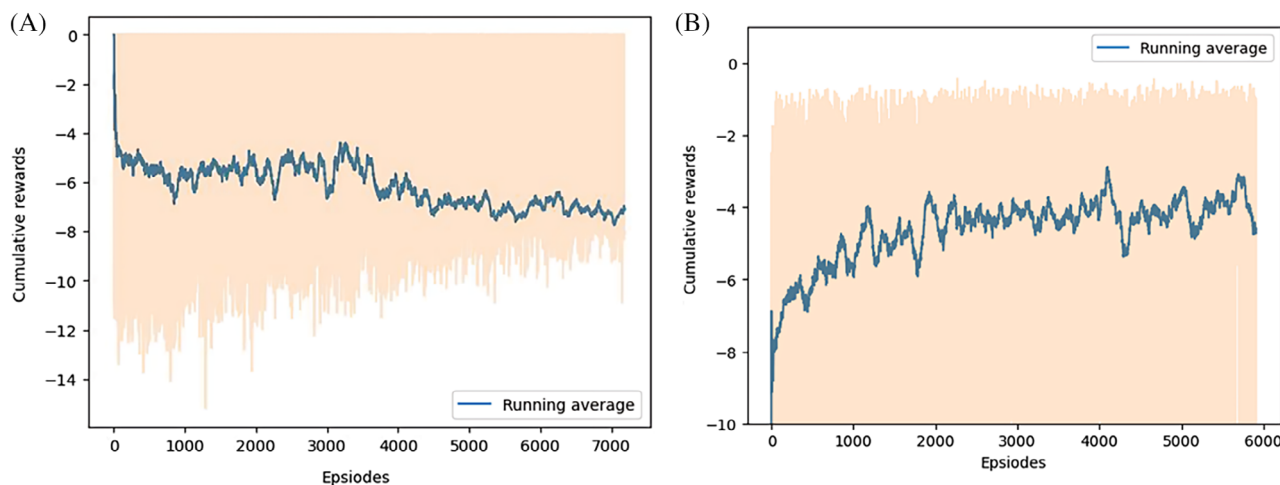 (A)
0
−2
−4
−6
−8
−10
−12
−14
Cumulative rewards
Running average
0 1000 2000 3000 4000 5000 6000 7000
Epsiodes
(B)
Running average
0
−2
−4
−6
−8
−10
Cumulative rewards
0 1000 2000 3000 4000 5000 6000
Epsiodes